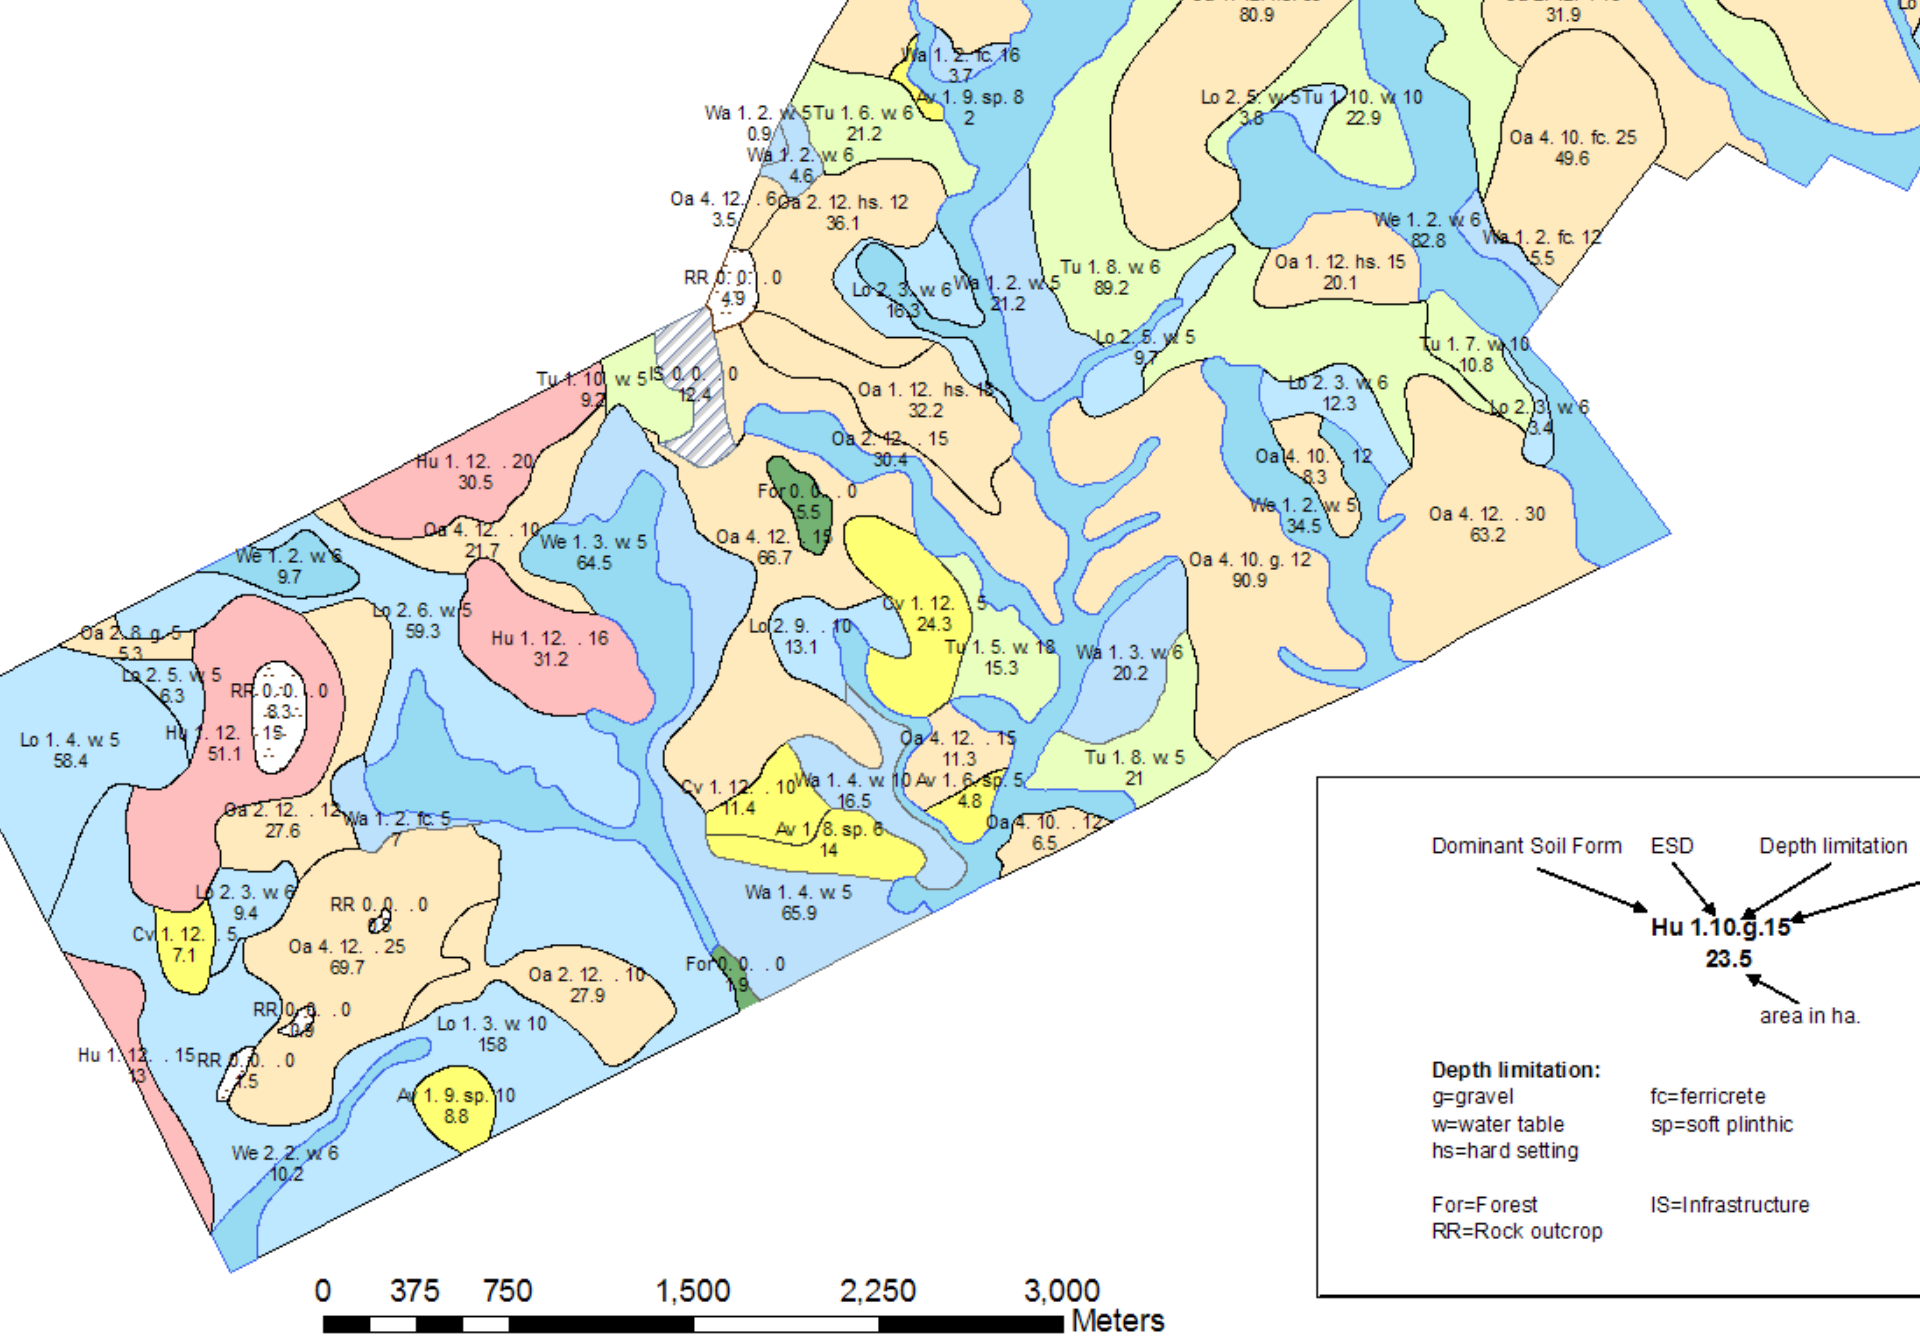 80.9
31.9
Lo
Wa 1. 2. fc. 16
3.7
Av 1. 9. sp. 8
2
Wa 1. 2. w. 5
0.9
Tu 1. 6. w. 6
21.2
Wa 1. 2. w. 6
4.6
Lo 2. 5. w. 5
3.8
Tu 1. 10. w. 10
22.9
Oa 4. 10. fc. 25
49.6
Oa 4. 12. . 6
3.5
Oa 2. 12. hs. 12
36.1
We 1. 2. w. 6
82.8
Wa 1. 2. fc. 12
5.5
RR 0. 0. . 0
4.9
Lo 2. 3. w. 6
16.3
Wa 1. 2. w. 5
21.2
Tu 1. 8. w. 6
89.2
Oa 1. 12. hs. 15
20.1
Lo 2. 5. w. 5
9.7
Tu 1. 7. w. 10
10.8
Tu 1. 10. w. 5
9.2
IS 0. 0. . 0
12.4
Oa 1. 12. hs. 18
32.2
Lo 2. 3. w. 6
12.3
Lo 2. 3. w. 6
3.4
Oa 2. 12. . 15
30.4
Hu 1. 12. . 20
30.5
For 0. 0. . 0
5.5
Oa 4. 10. . 12
8.3
We 1. 2. w. 5
34.5
Oa 4. 12. . 30
63.2
Oa 4. 12. . 10
21.7
We 1. 3. w. 5
64.5
Oa 4. 12. . 15
66.7
Oa 4. 10. g. 12
90.9
We 1. 2. w. 6
9.7
Lo 2. 6. w. 5
59.3
Cv 1. 12. . 5
24.3
Oa 2. 8. g. 5
5.3
Hu 1. 12. . 16
31.2
Lo 2. 9. . 10
13.1
Tu 1. 5. w. 18
15.3
Wa 1. 3. w. 6
20.2
Lo 2. 5. w. 5
6.3
RR 0. 0. . 0
8.3
Hu 1. 12. . 15
51.1
Lo 1. 4. w. 5
58.4
Oa 4. 12. . 15
11.3
Tu 1. 8. w. 5
21
Cv 1. 12. . 10
11.4
Wa 1. 4. w. 10
16.5
Av 1. 6. sp. 5
4.8
Oa 2. 12. . 12
27.6
Wa 1. 2. fc. 5
7
Av 1. 8. sp. 6
14
Oa 4. 10. . 12
6.5
Lo 2. 3. w. 6
9.4
RR 0. 0. . 0
Wa 1. 4. w. 5
65.9
Cv 1. 12. . 5
7.1
Oa 4. 12. . 25
69.7
For 0. 0. . 0
1.9
Oa 2. 12. . 10
27.9
RR 0. 0. . 0
0.9
Lo 1. 3. w. 10
158
Hu 1. 12. . 15
13
RR 0. 0. . 0
1.5
Av 1. 9. sp. 10
8.8
We 2. 2. w. 6
10.2
Dominant Soil Form ESD Depth limitation
Hu 1.10.g.15
23.5
area in ha.
Depth limitation:
g=gravel fc=ferricrete
w=water table sp=soft plinthic
hs=hard setting
For=Forest IS=Infrastructure
RR=Rock outcrop
0 375 750 1,500 2,250 3,000
Meters